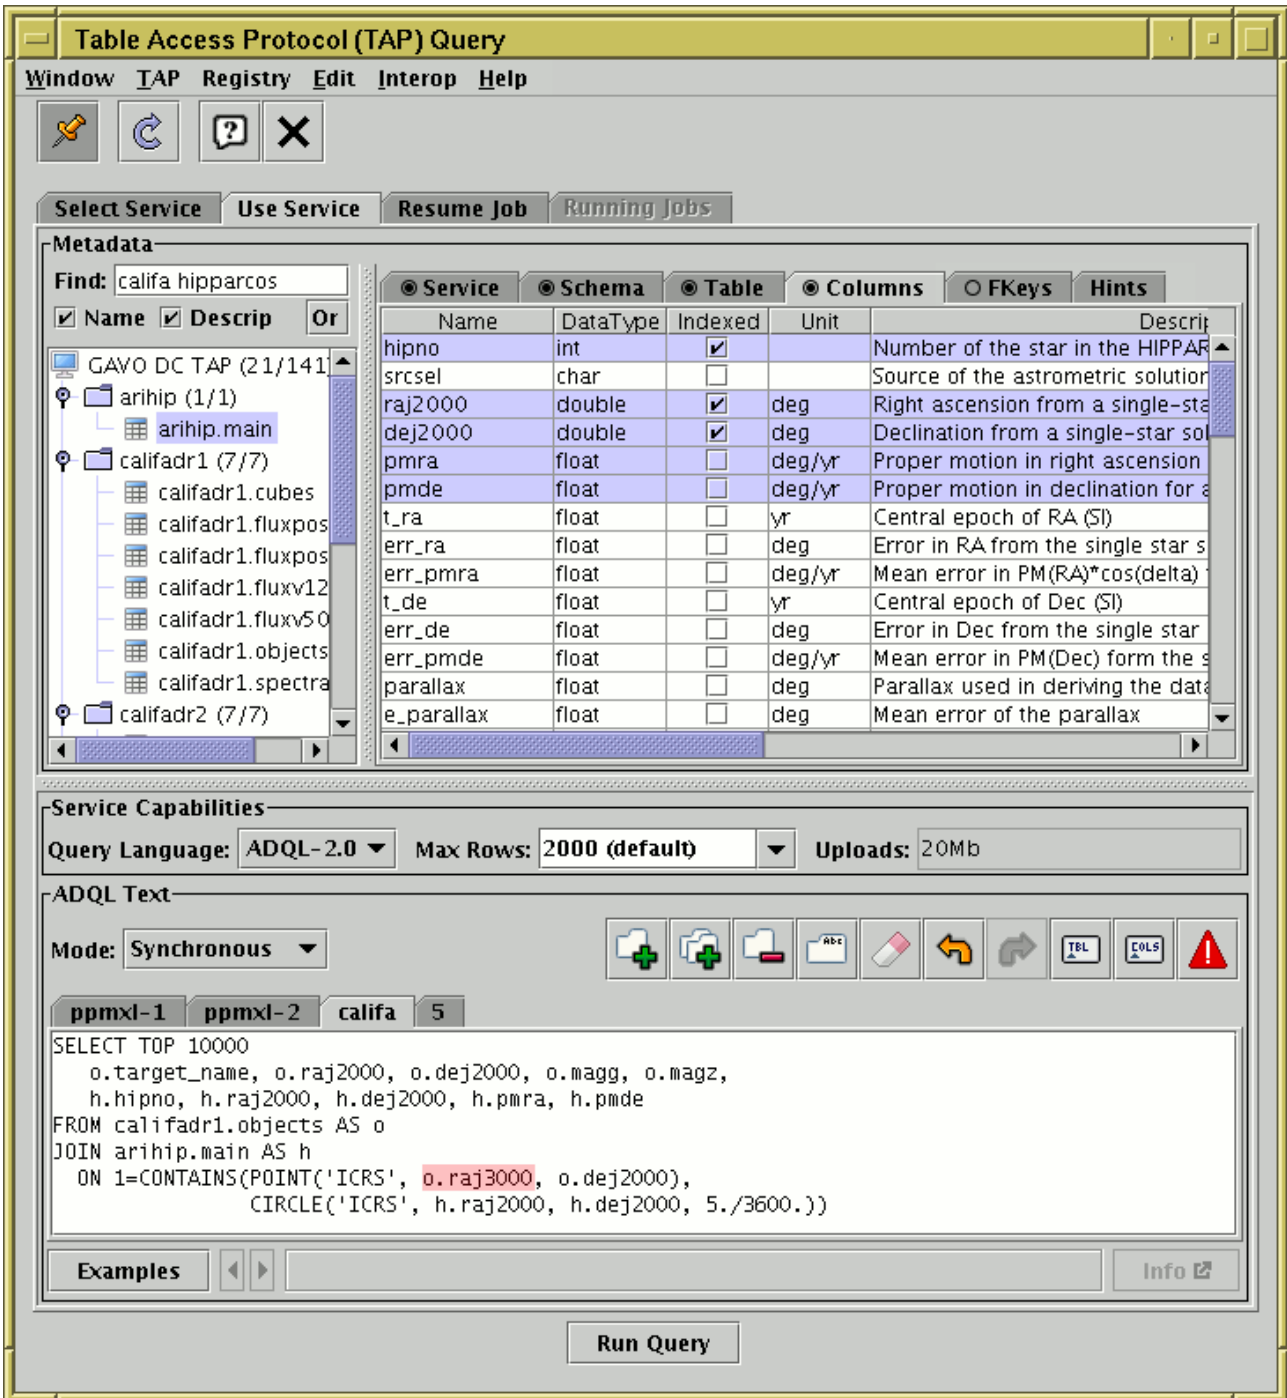 Table Access Protocol (TAP) Query
Window TAP Registry Edit Interop Help
Select Service Use Service Resume Job Running Jobs
Metadata
Find: califa hipparcos
Name Descrip Or
GAVO DC TAP (21/141)
arihip (1/1)
arihip.main
califadr1 (7/7)
califadr1.cubes
califadr1.fluxpos
califadr1.fluxpos
califadr1.fluxv12
califadr1.fluxv50
califadr1.objects
califadr1.spectra
califadr2 (7/7)
Service Schema Table Columns FKeys Hints
Name DataType Indexed Unit Descrip
hipno int Number of the star in the HIPPAR
srcsel char Source of the astrometric solution
raj2000 double deg Right ascension from a single-sta
dej2000 double deg Declination from a single-star sol
pmra float deg/yr Proper motion in right ascension
pmde float deg/yr Proper motion in declination for a
t_ra float yr Central epoch of RA (SI)
err_ra float deg Error in RA from the single star s
err_pmra float deg/yr Mean error in PM(RA)*cos(delta)
t_de float yr Central epoch of Dec (SI)
err_de float deg Error in Dec from the single star
err_pmde float deg/yr Mean error in PM(Dec) form the s
parallax float deg Parallax used in deriving the data
e_parallax float deg Mean error of the parallax
Service Capabilities
Query Language: ADQL-2.0 Max Rows: 2000 (default) Uploads: 20Mb
ADQL Text
Mode: Synchronous Abc TBL COLS
ppmxl-1 ppmxl-2 califa 5
SELECT TOP 10000
o.target_name, o.raj2000, o.dej2000, o.magg, o.magz,
h.hipno, h.raj2000, h.dej2000, h.pmra, h.pmde
FROM califadr1.objects AS o
JOIN arihip.main AS h
ON 1=CONTAINS(POINT('ICRS', o.raj3000, o.dej2000),
CIRCLE('ICRS', h.raj2000, h.dej2000, 5./3600.))
Examples Info
Run Query